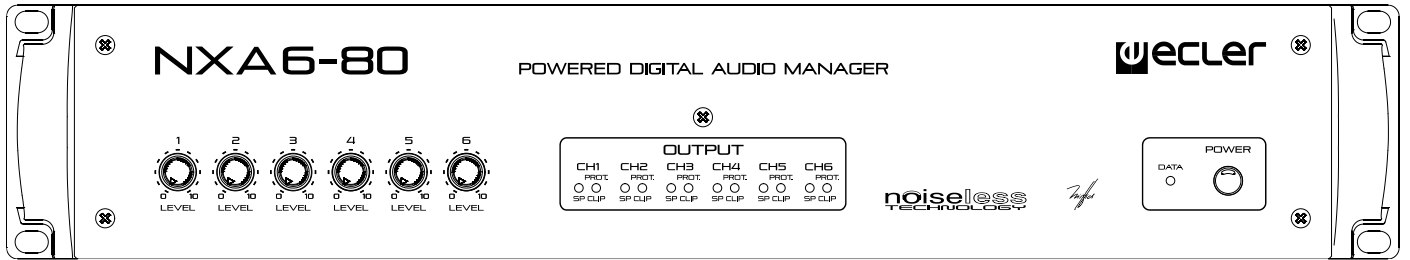 NXA6-80
POWERED DIGITAL AUDIO MANAGER
ecler
1 2 3 4 5 6
0 10 0 10 0 10 0 10 0 10 0 10
LEVEL LEVEL LEVEL LEVEL LEVEL LEVEL
OUTPUT
CH1 CH2 CH3 CH4 CH5 CH6
PROT. PROT. PROT. PROT. PROT. PROT.
SP CLIP SP CLIP SP CLIP SP CLIP SP CLIP SP CLIP
noiseless
TECHNOLOGY
POWER
DATA